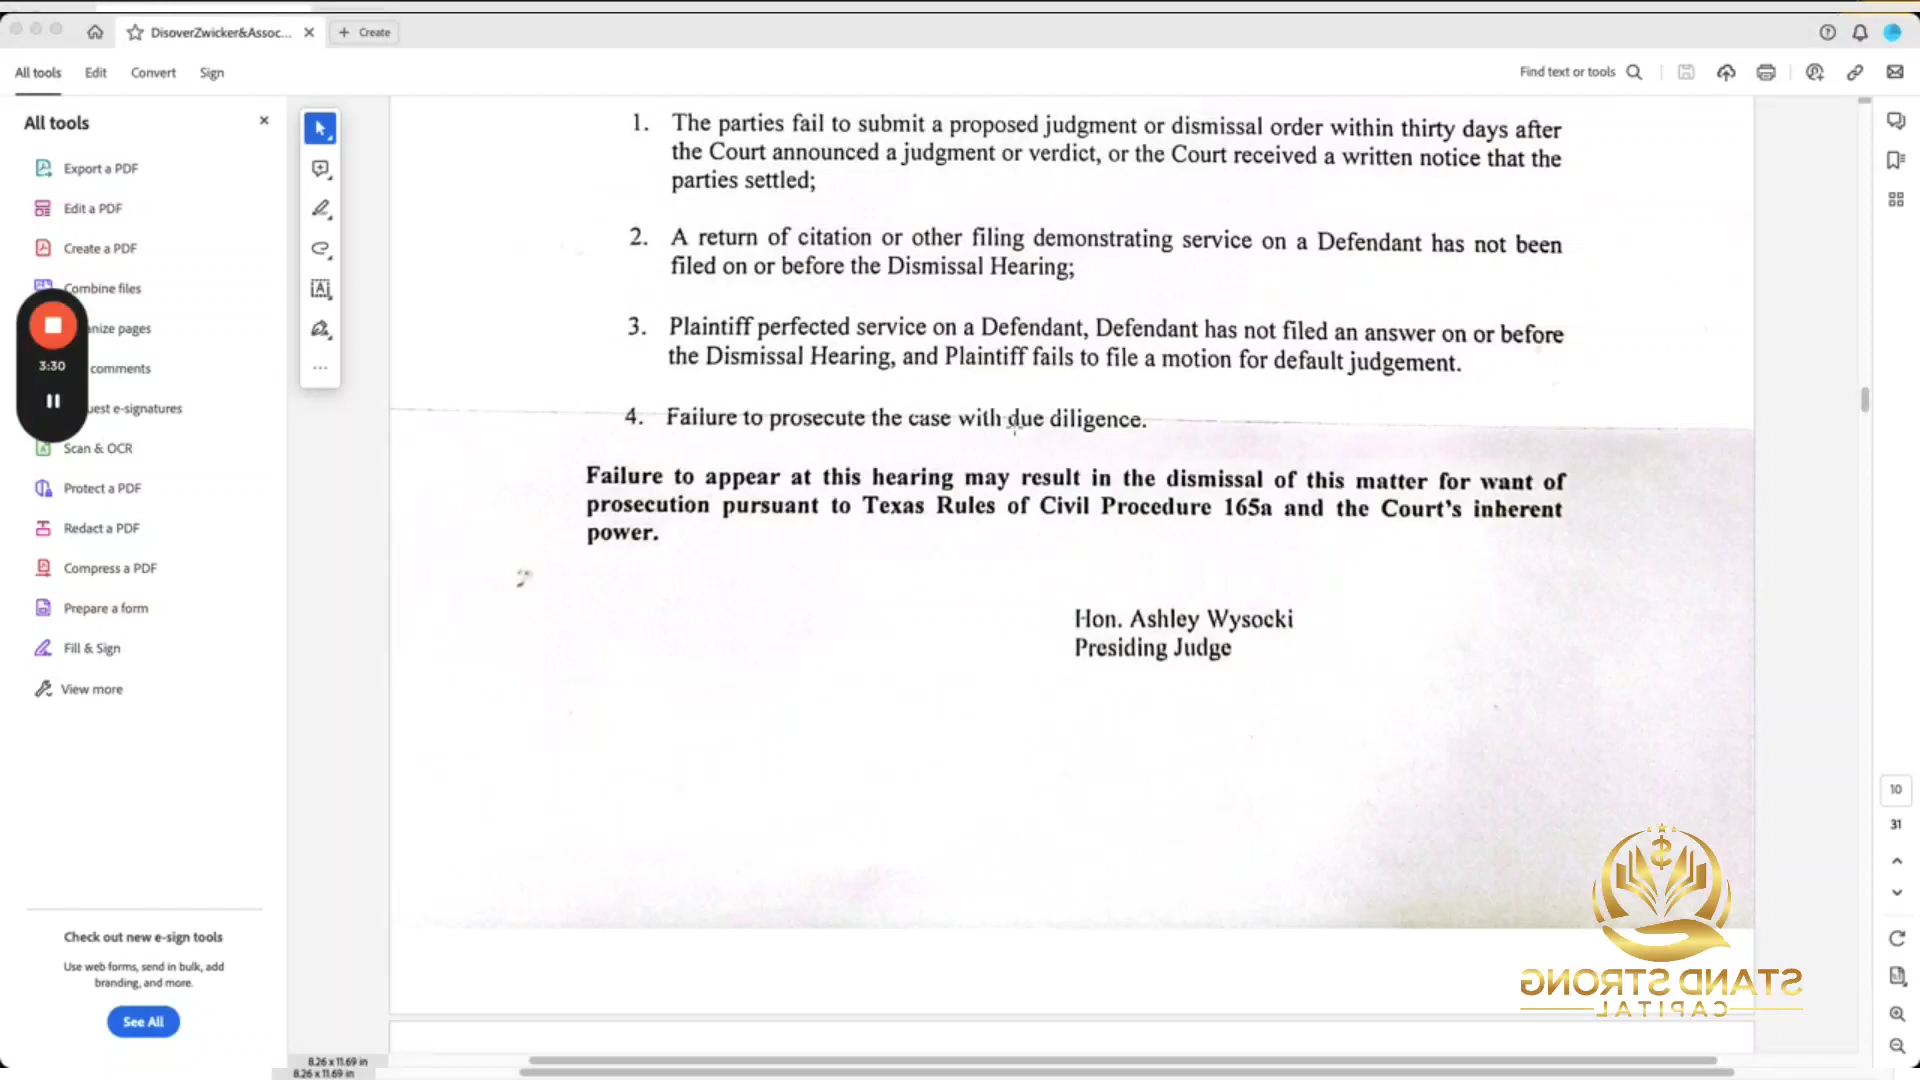 DisoverZwicker&Assoc...
Create
All tools
Edit
Convert
Sign
Find text or tools
All tools
Export a PDF
Edit a PDF
Create a PDF
Combine files
anize pages
comments
uest e-signatures
Scan & OCR
Protect a PDF
Redact a PDF
Compress a PDF
Prepare a form
Fill & Sign
View more
3:30
Check out new e-sign tools
Use web forms, send in bulk, add
branding, and more.
See All
1. The parties fail to submit a proposed judgment or dismissal order within thirty days after
the Court announced a judgment or verdict, or the Court received a written notice that the
parties settled;
2. A return of citation or other filing demonstrating service on a Defendant has not been
filed on or before the Dismissal Hearing;
3. Plaintiff perfected service on a Defendant, Defendant has not filed an answer on or before
the Dismissal Hearing, and Plaintiff fails to file a motion for default judgement.
4. Failure to prosecute the case with due diligence.
Failure to appear at this hearing may result in the dismissal of this matter for want of
prosecution pursuant to Texas Rules of Civil Procedure 165a and the Court's inherent
power.
Hon. Ashley Wysocki
Presiding Judge
10
31
STAND STRONG
CAPITAL
8.26 x 11.69 in
8.26 x 11.69 in